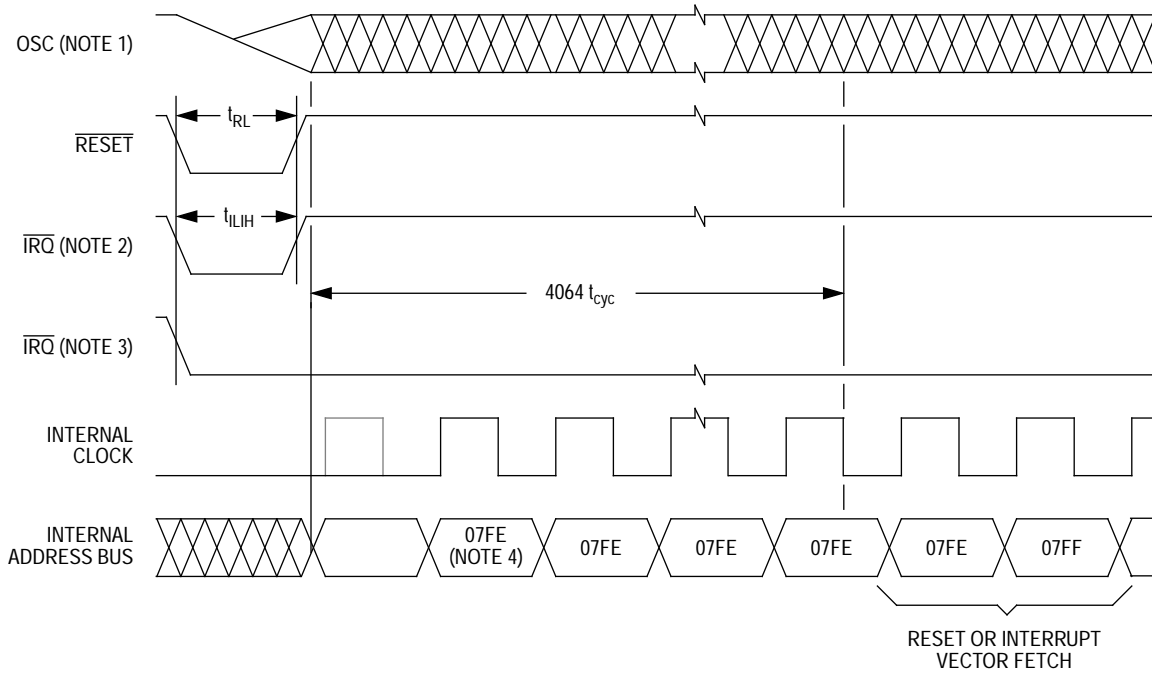 OSC (NOTE 1)
t_RL
RESET
t_ILIH
IRQ (NOTE 2)
4064 t_cyc
IRQ (NOTE 3)
INTERNAL
CLOCK
INTERNAL
ADDRESS BUS
07FE
(NOTE 4)
07FE
07FE
07FE
07FE
07FF
RESET OR INTERRUPT
VECTOR FETCH